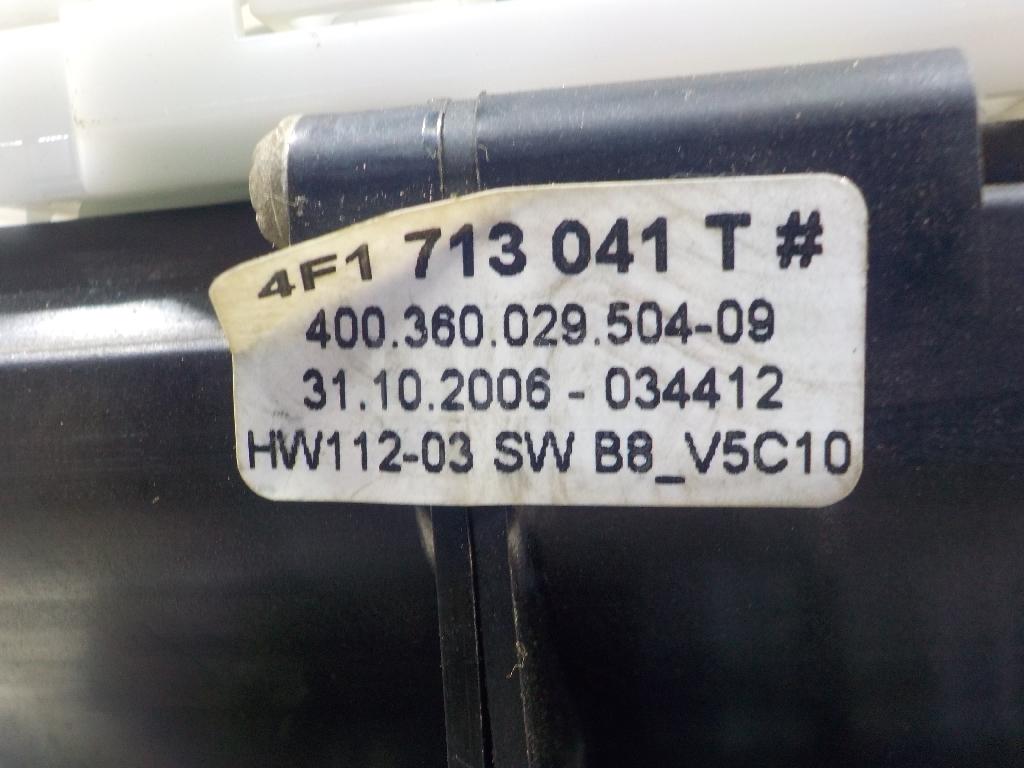 4F1 713 041 T #
400.360.029.504-09
31.10.2006 - 034412
HW112-03 SW B8_V5C10